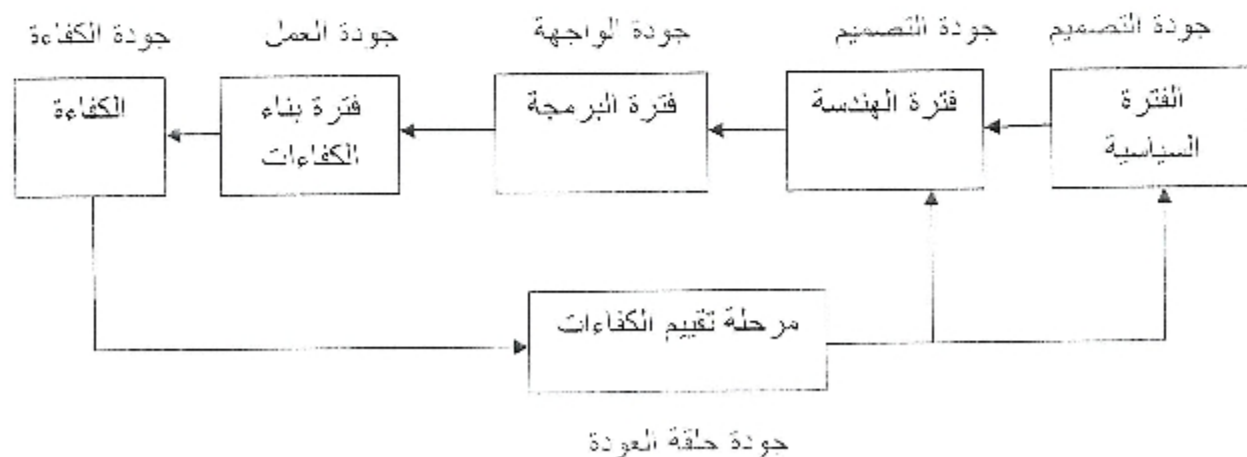 جودة التصميم
جودة التصميم
جودة الواجهة
جودة العمل
جودة الكفاءة
الفترة
السياسية
فترة الهندسة
فترة البرمجة
فترة بناء
الكفاءات
الكفاءة
مرحلة تقييم الكفاءات
جودة حلقة العودة